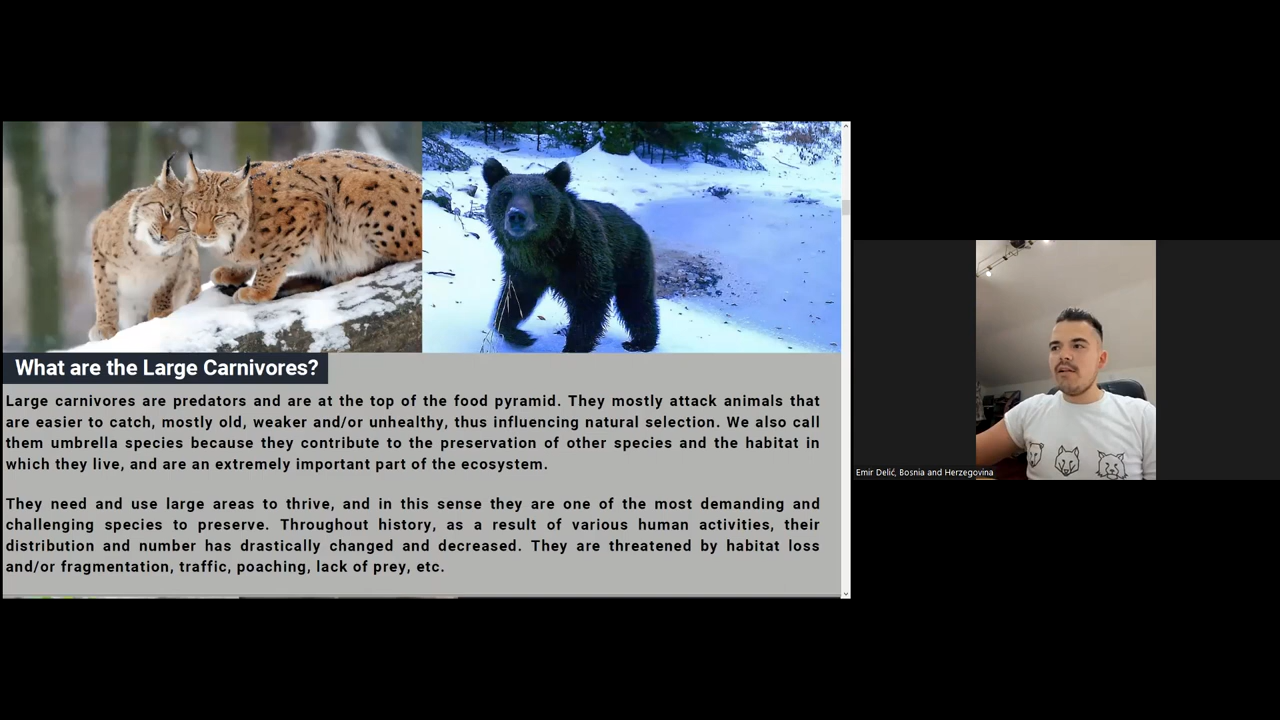 What are the Large Carnivores?
Large carnivores are predators and are at the top of the food pyramid. They mostly attack animals that
are easier to catch, mostly old, weaker and/or unhealthy, thus influencing natural selection. We also call
them umbrella species because they contribute to the preservation of other species and the habitat in
which they live, and are an extremely important part of the ecosystem.
They need and use large areas to thrive, and in this sense they are one of the most demanding and
challenging species to preserve. Throughout history, as a result of various human activities, their
distribution and number has drastically changed and decreased. They are threatened by habitat loss
and/or fragmentation, traffic, poaching, lack of prey, etc.
Emir Delić, Bosnia and Herzegovina